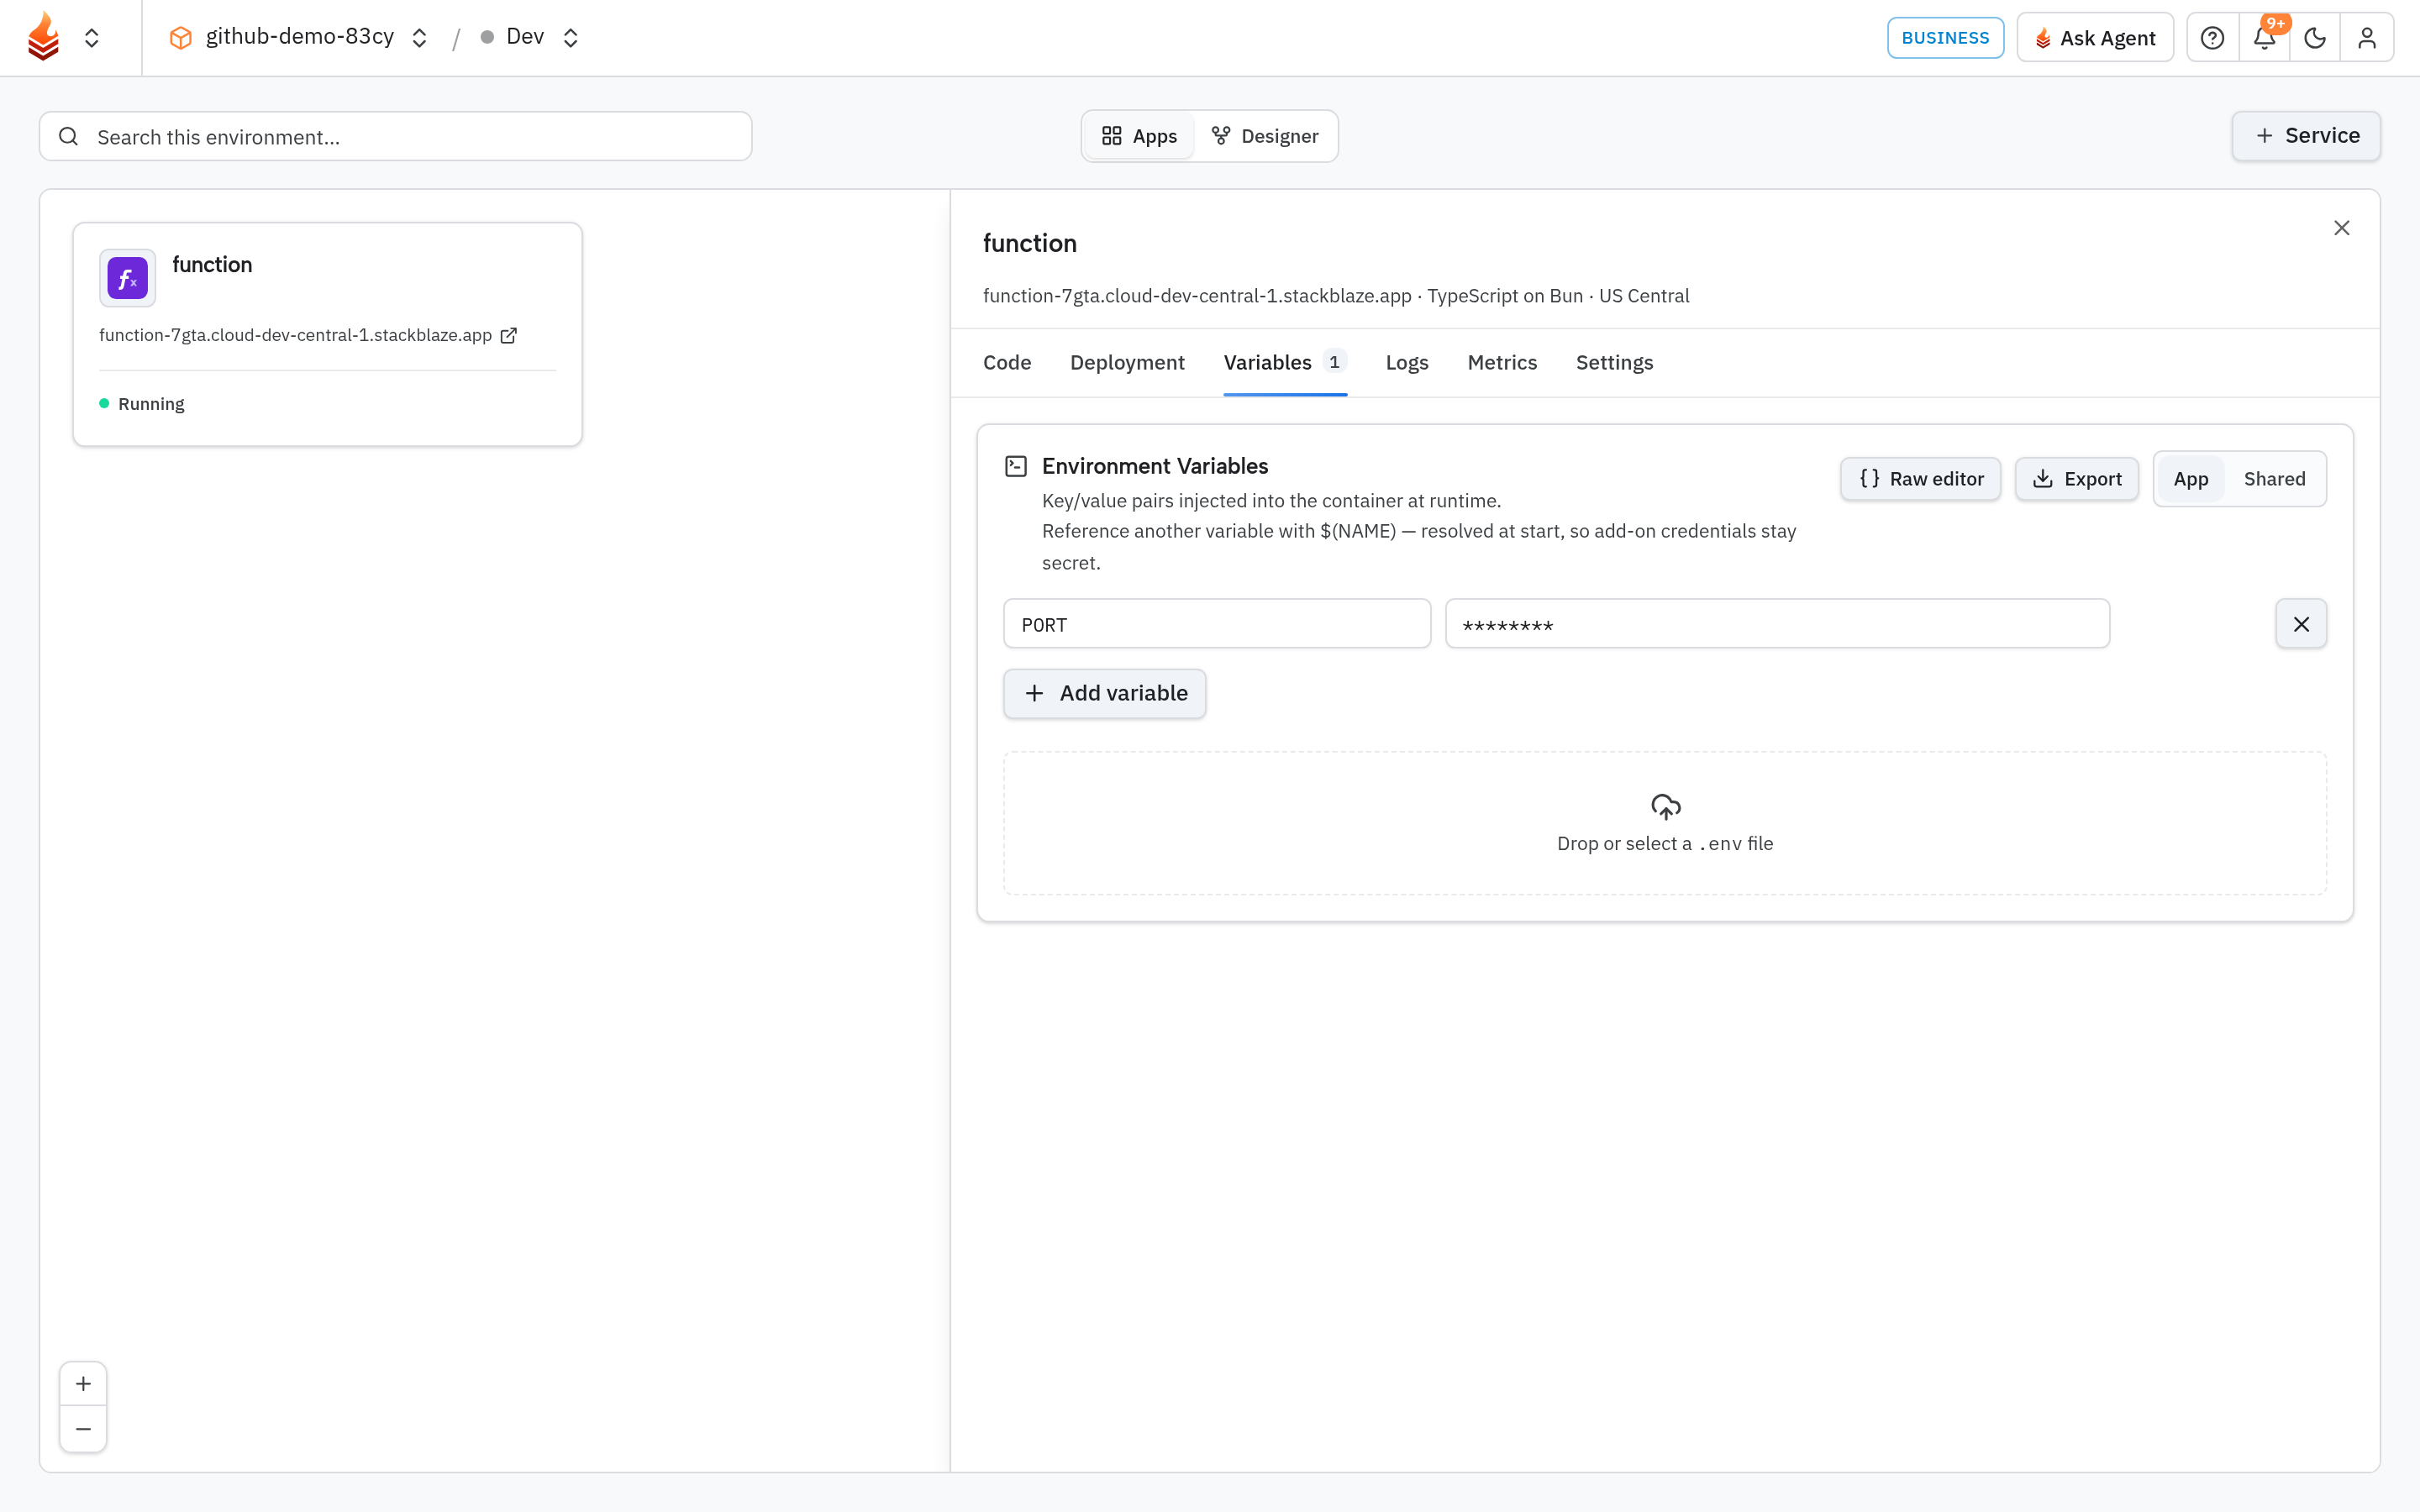 github-demo-83cy / Dev
BUSINESS
Ask Agent
9+
Search this environment...
Apps
Designer
+ Service
function
function-7gta.cloud-dev-central-1.stackblaze.app
Running
function
function-7gta.cloud-dev-central-1.stackblaze.app · TypeScript on Bun · US Central
Code
Deployment
Variables 1
Logs
Metrics
Settings
Environment Variables
Key/value pairs injected into the container at runtime.
Reference another variable with $(NAME) — resolved at start, so add-on credentials stay
secret.
{} Raw editor
Export
App
Shared
PORT
********
+ Add variable
Drop or select a .env file